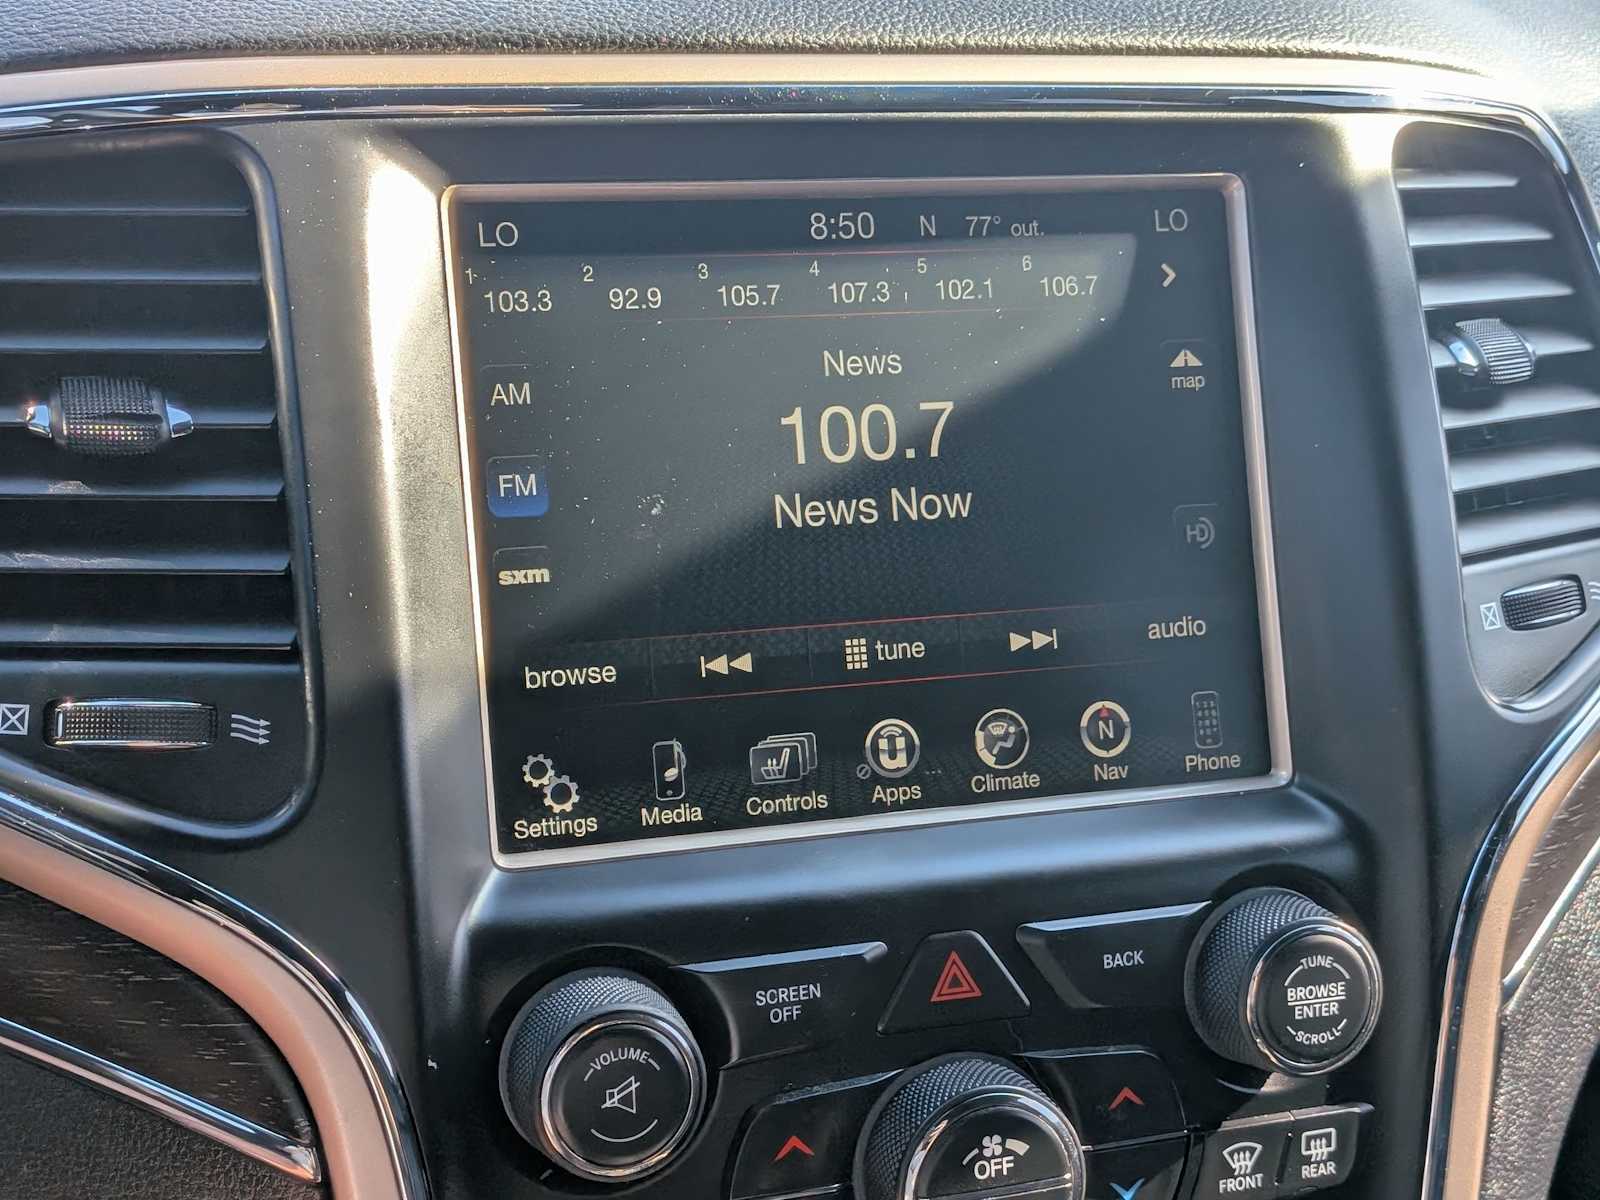 LO 8:50 N 77° out. LO
1 103.3 2 92.9 3 105.7 4 107.3 5 102.1 6 106.7
News
map
AM
100.7
FM
News Now
HD
sxm
browse tune audio
Settings Media Controls Apps Climate Nav Phone
N
SCREEN OFF
BACK
TUNE
BROWSE
ENTER
SCROLL
VOLUME
OFF
FRONT
REAR